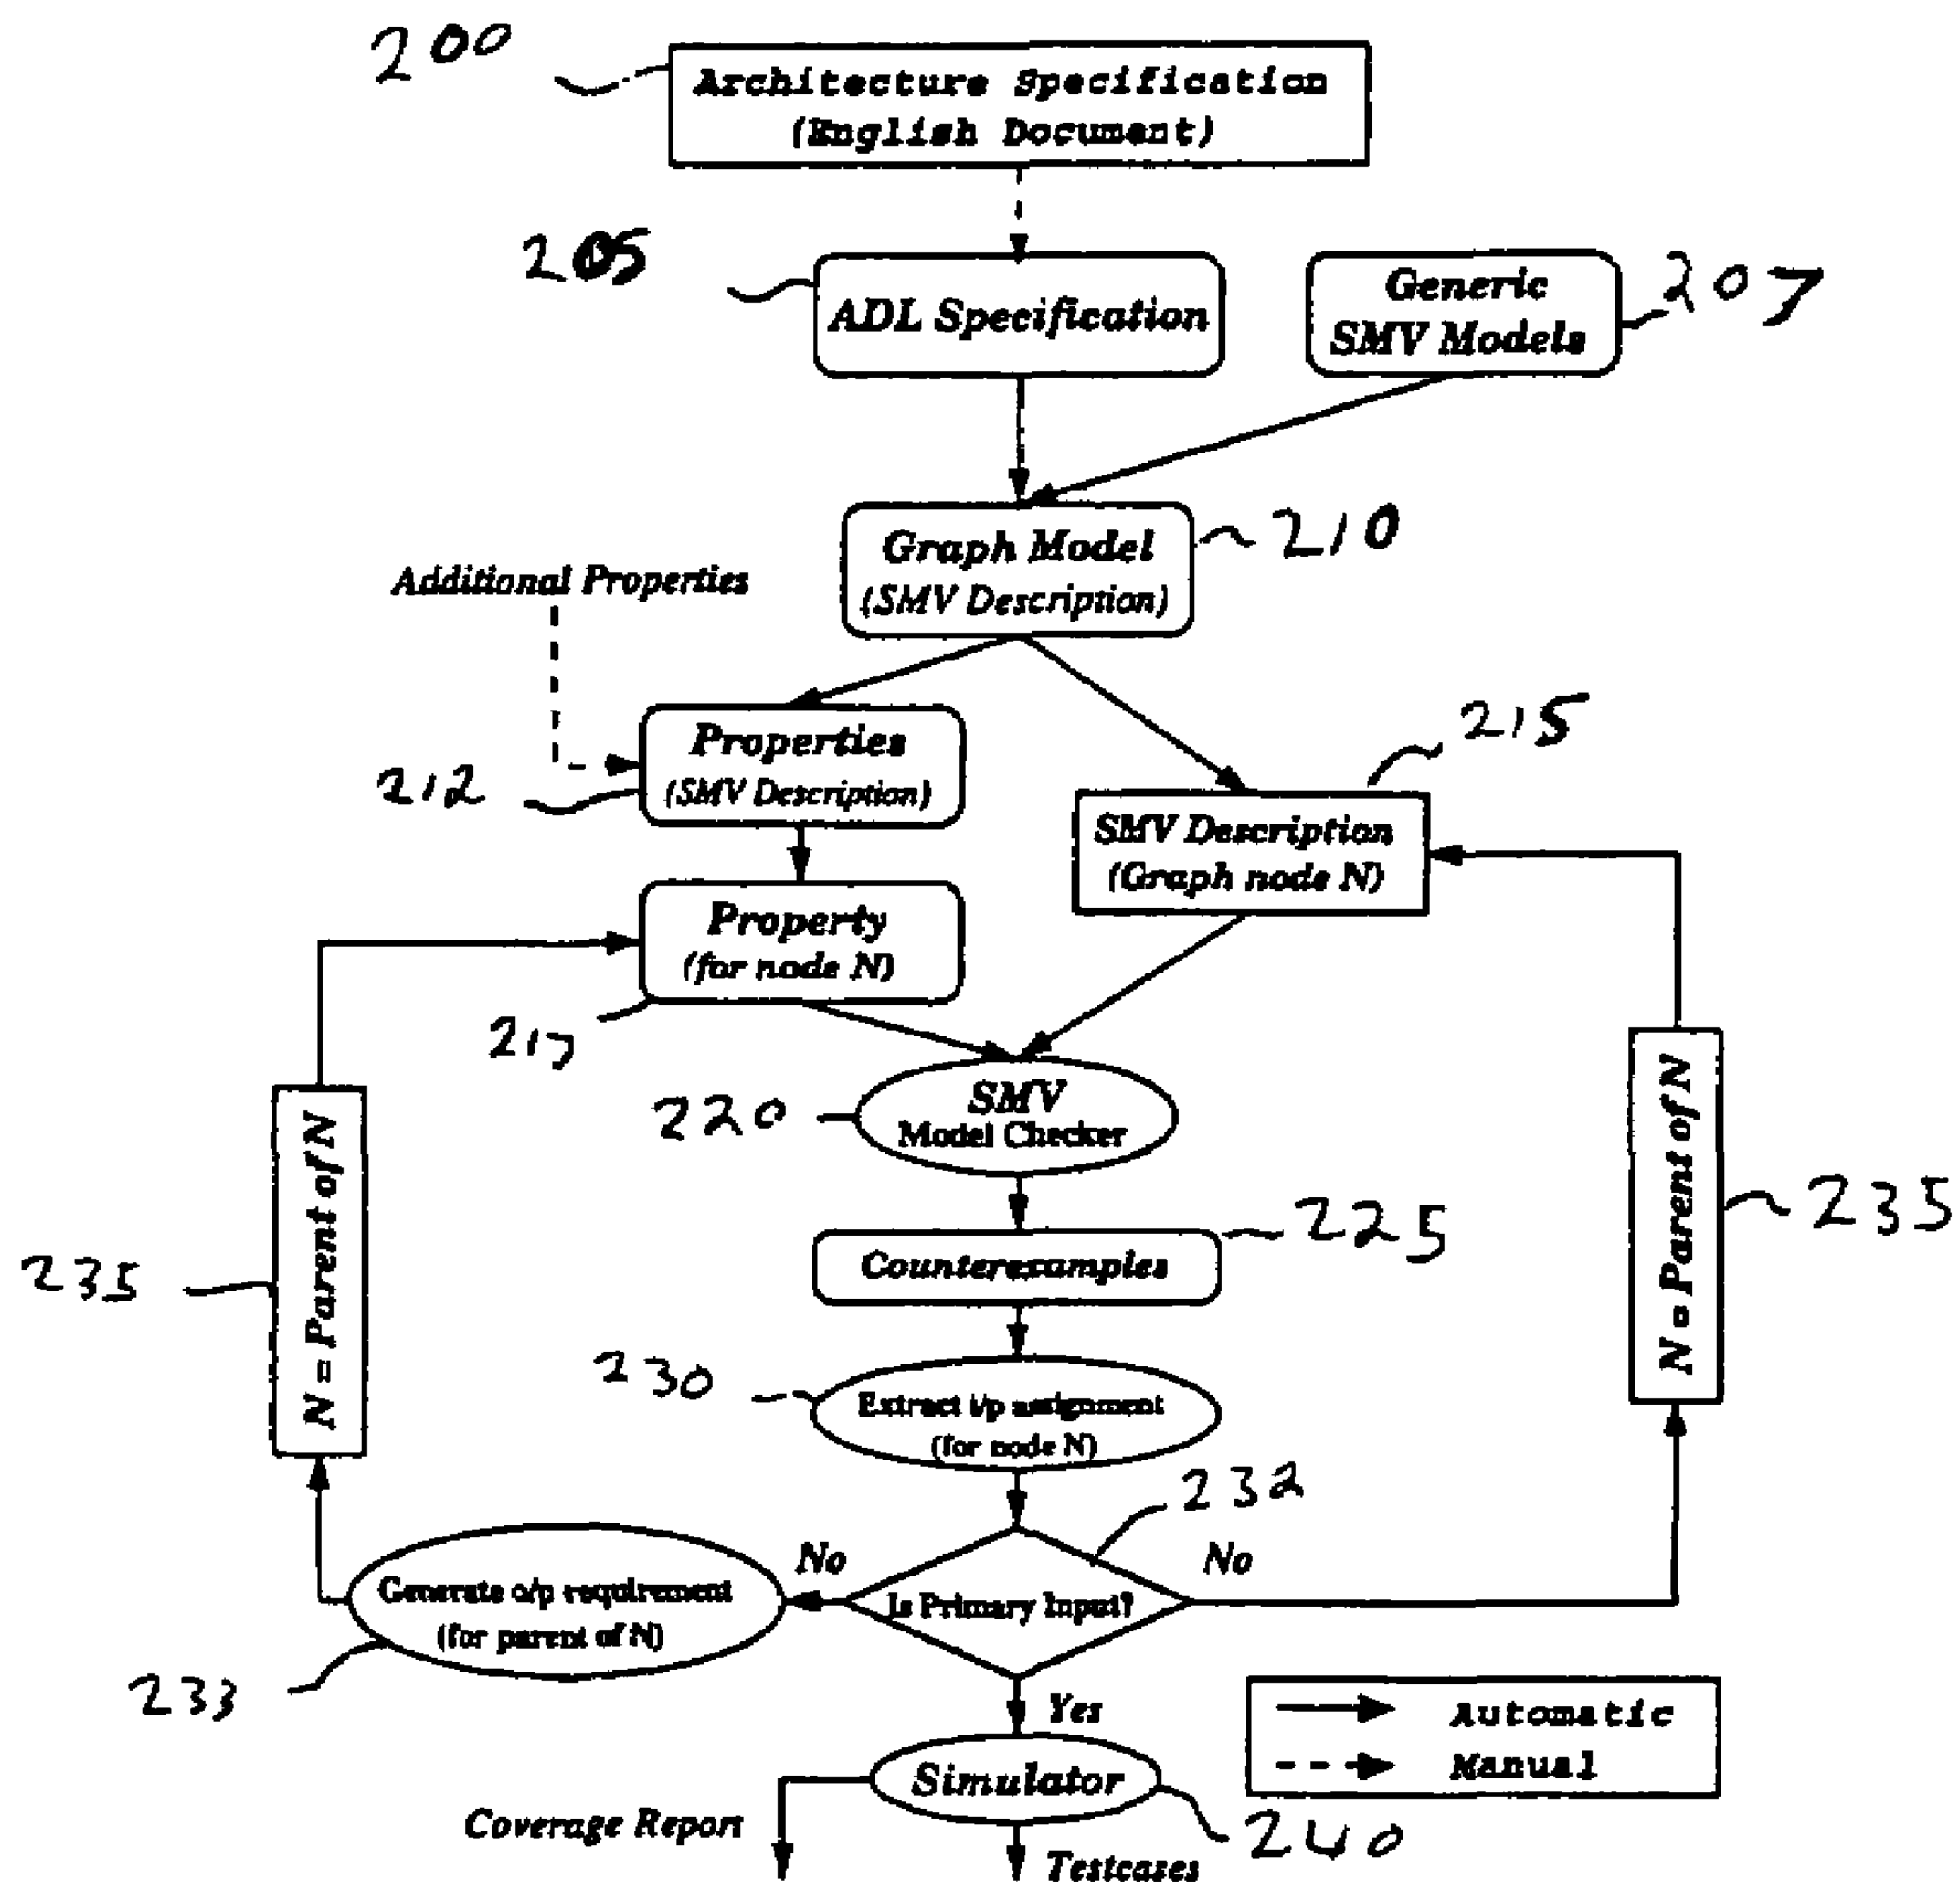 200
Architecture Specification
(English Document)
205
ADL Specification
Generic
SMV Models
207
Graph Model
(SMV Description)
210
Additional Properties
Properties
(SMV Description)
212
215
SMV Description
(Graph node N)
Property
(for node N)
217
SMV
Model Checker
220
N = Parent of N
235
N = Parent of N
235
Counterexamples
225
230
Extract i/p assignment
(for node N)
232
No
Is Primary Input?
No
Generate o/p requirement
(for parent of N)
233
Yes
Simulator
240
Coverage Report
Testcases
Automatic
Manual